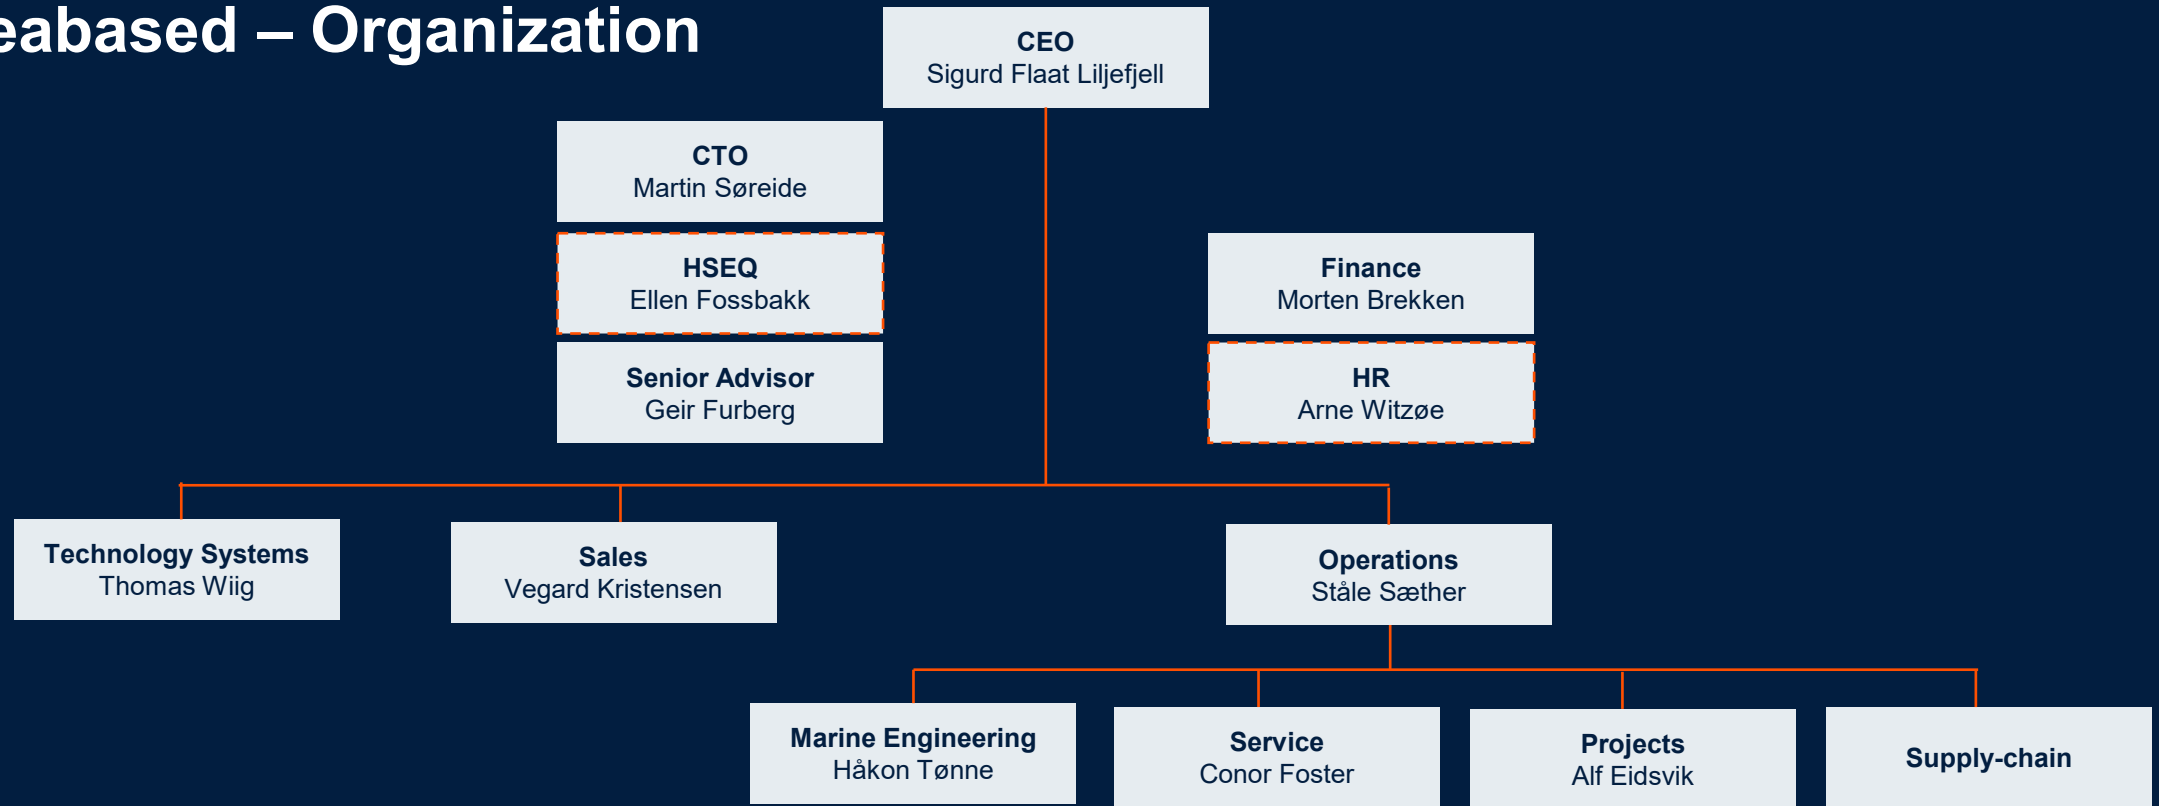 eabased – Organization
CEO
Sigurd Flaat Liljefjell
CTO
Martin Søreide
HSEQ
Ellen Fossbakk
Finance
Morten Brekken
Senior Advisor
Geir Furberg
HR
Arne Witzøe
Technology Systems
Thomas Wiig
Sales
Vegard Kristensen
Operations
Ståle Sæther
Marine Engineering
Håkon Tønne
Service
Conor Foster
Projects
Alf Eidsvik
Supply-chain